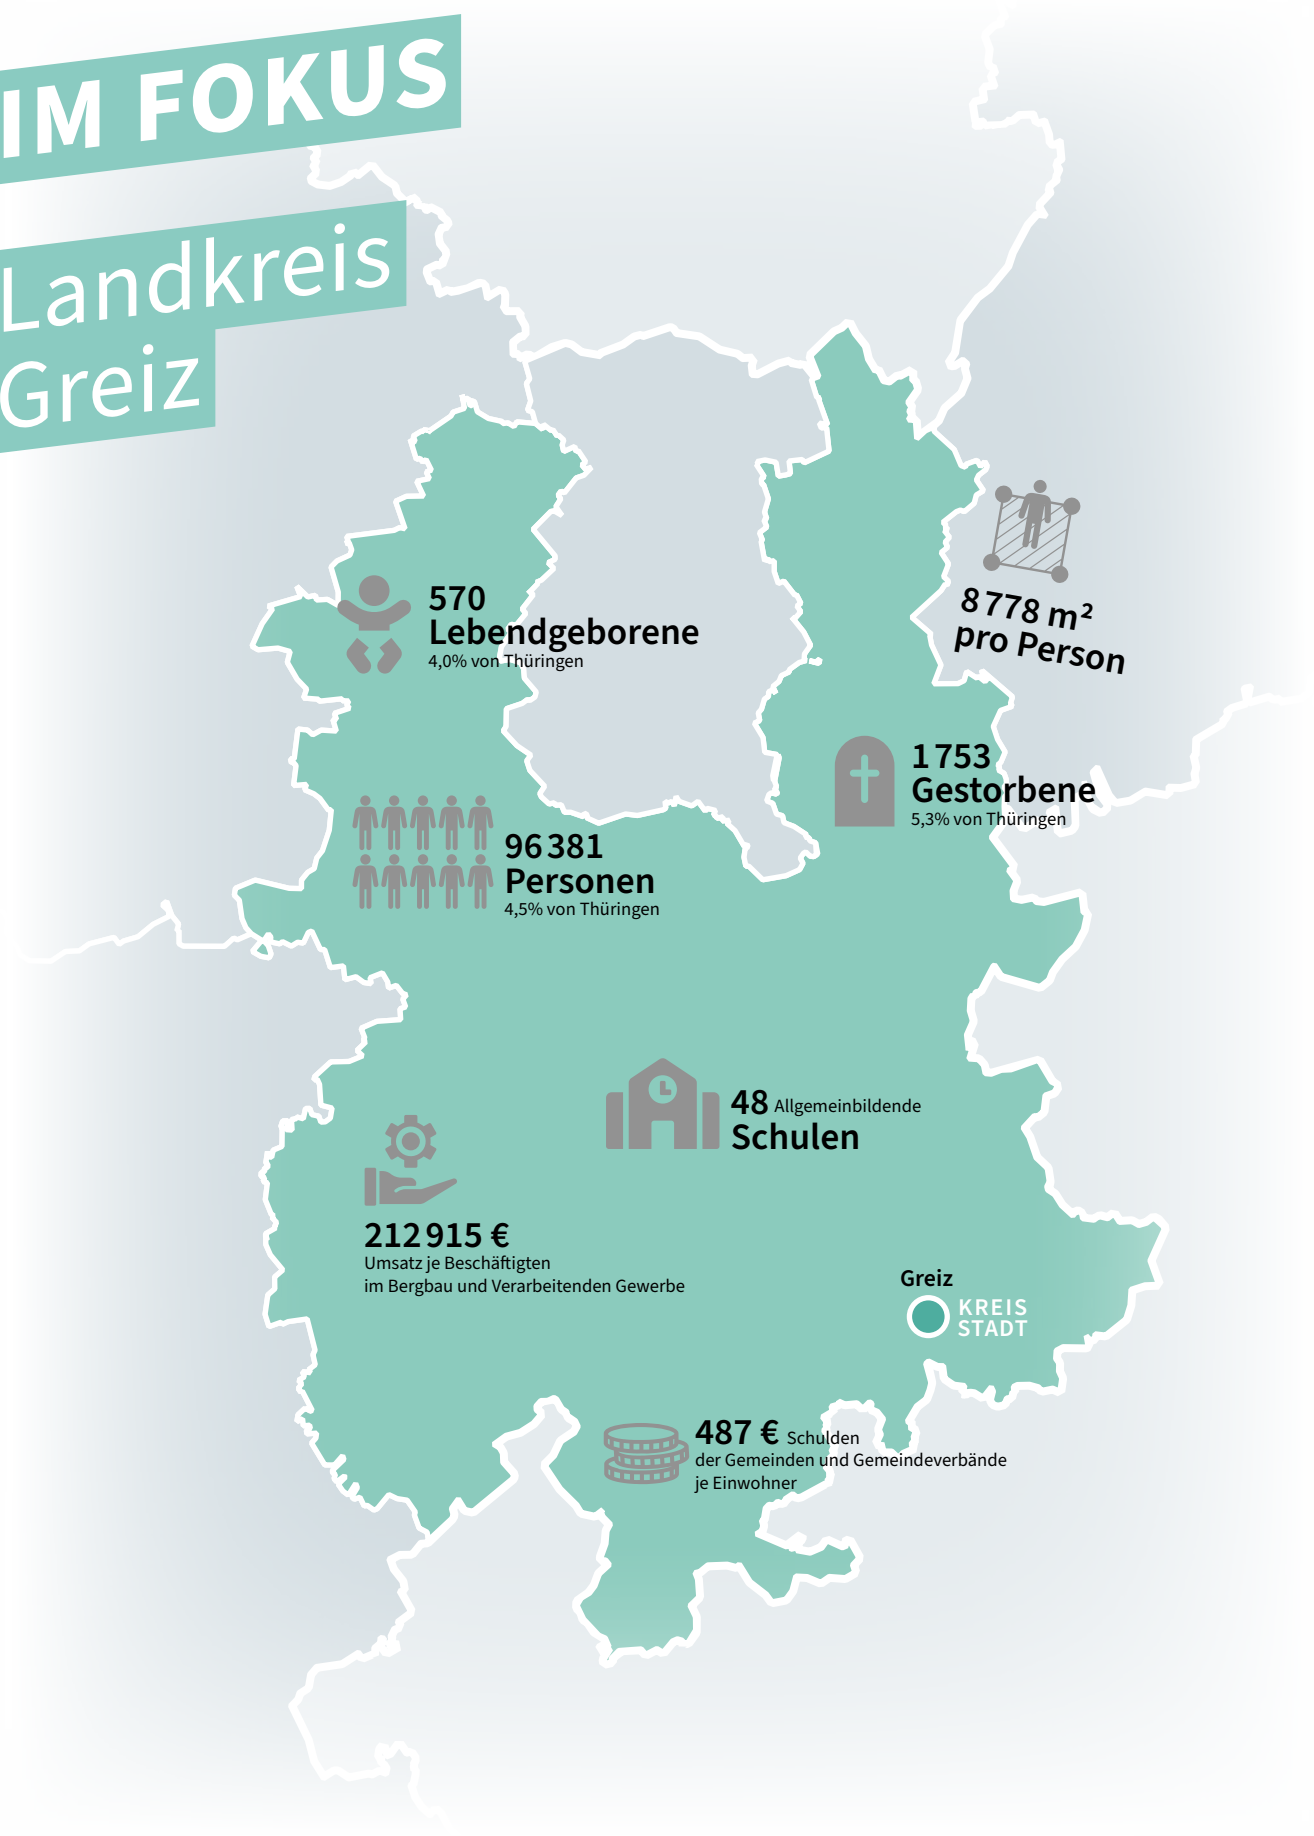 IM FOKUS
Landkreis
Greiz
8 778 m²
pro Person
570
Lebendgeborene
4,0% von Thüringen
1 753
Gestorbene
5,3% von Thüringen
96 381
Personen
4,5% von Thüringen
48 Allgemeinbildende
Schulen
212 915 €
Umsatz je Beschäftigten
im Bergbau und Verarbeitenden Gewerbe
Greiz
KREIS
STADT
487 € Schulden
der Gemeinden und Gemeindeverbände
je Einwohner